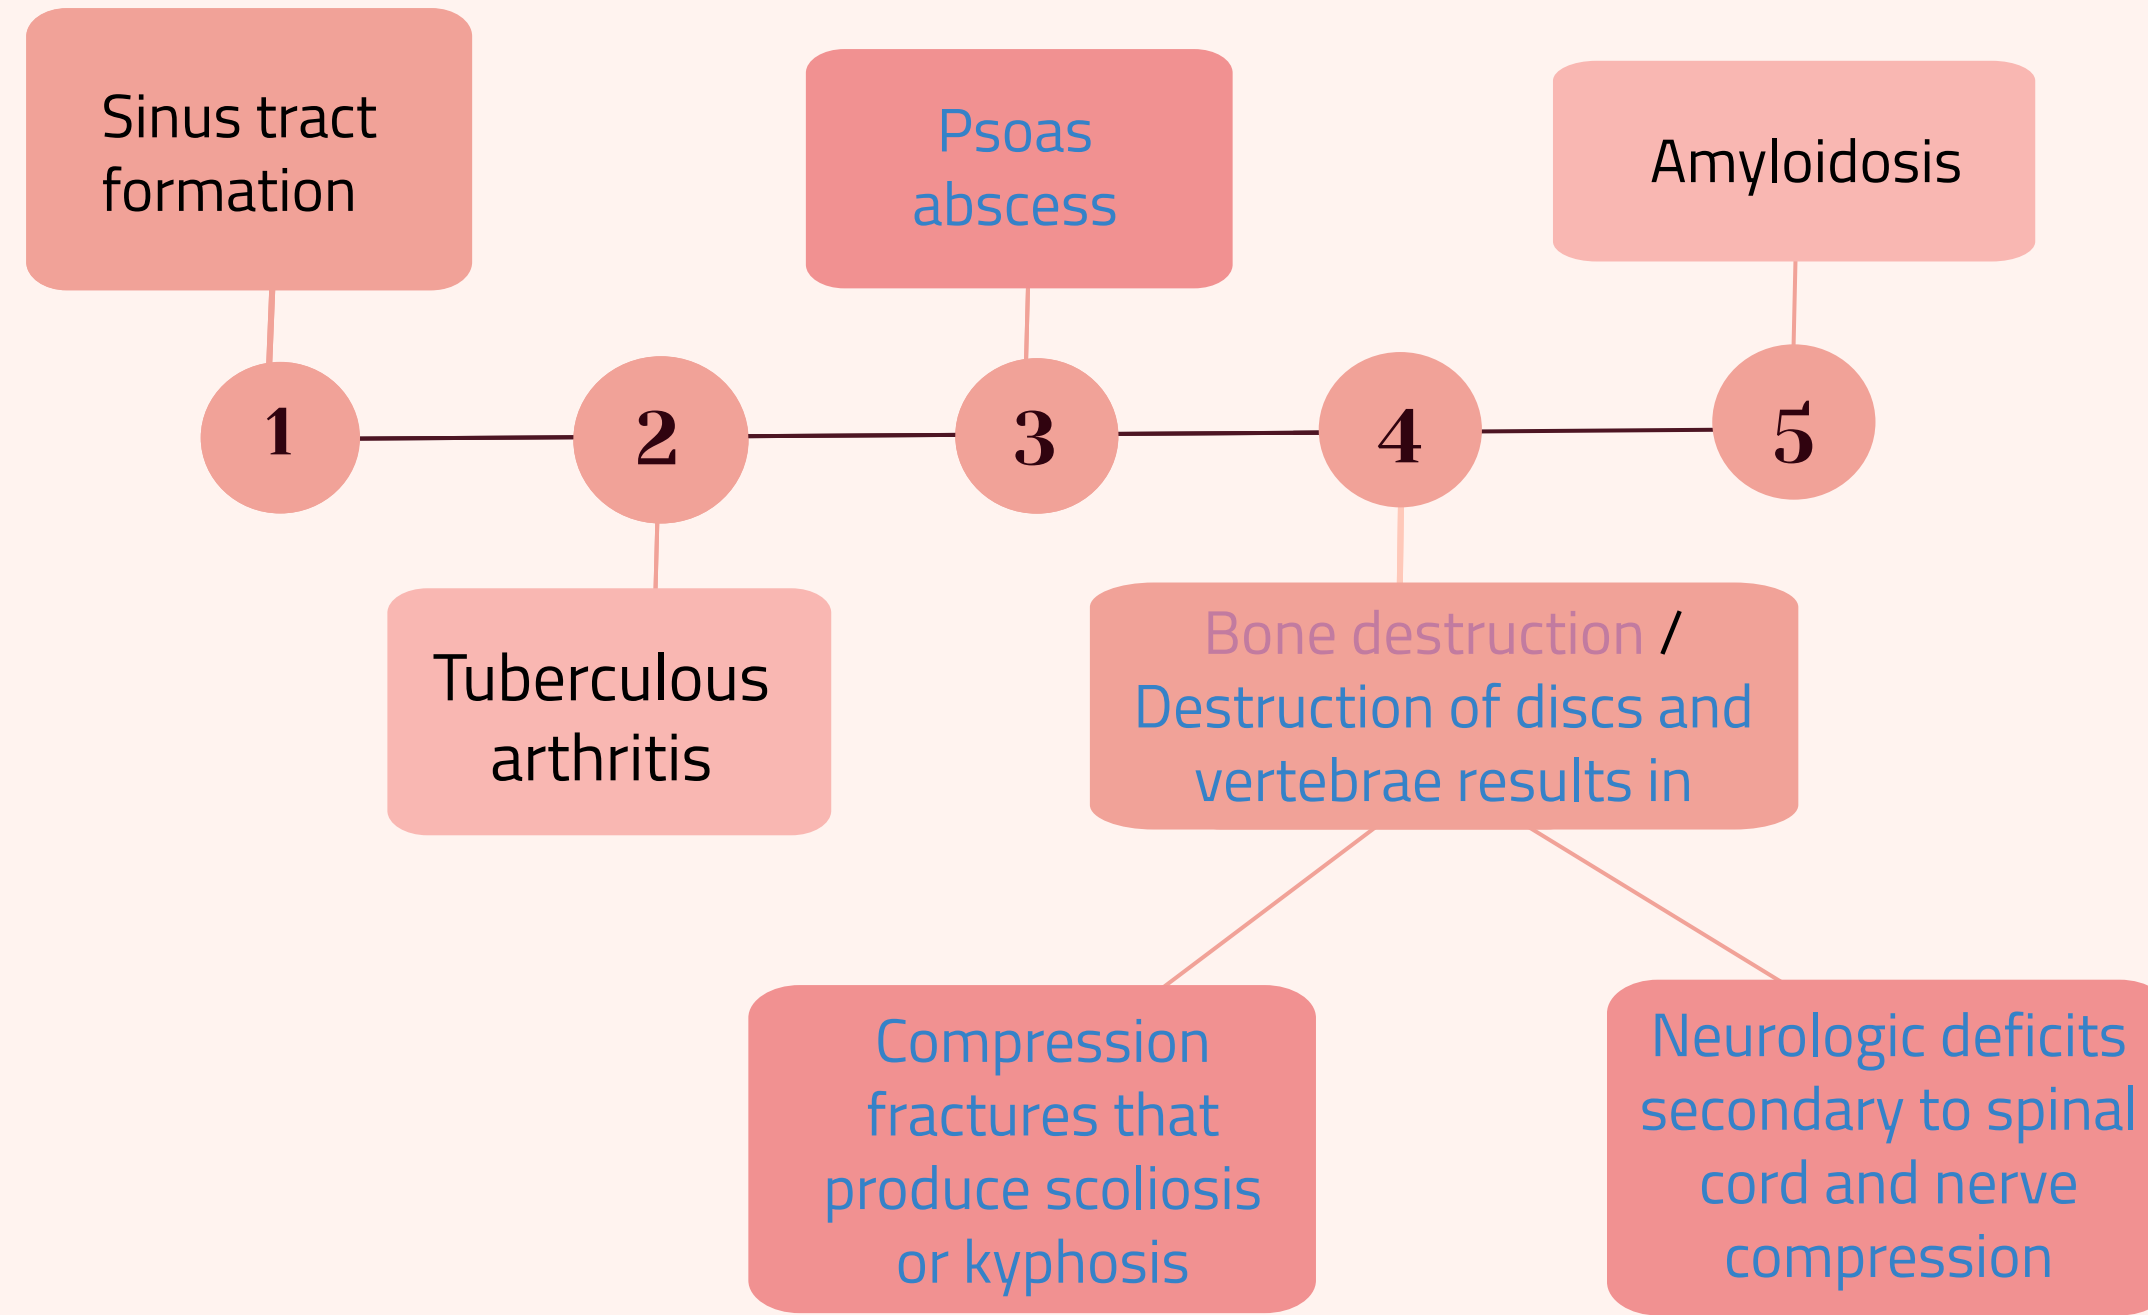 Sinus tract
formation
Psoas
abscess
Amyloidosis
1
2
3
4
5
Tuberculous
arthritis
Bone destruction /
Destruction of discs and
vertebrae results in
Compression
fractures that
produce scoliosis
or kyphosis
Neurologic deficits
secondary to spinal
cord and nerve
compression